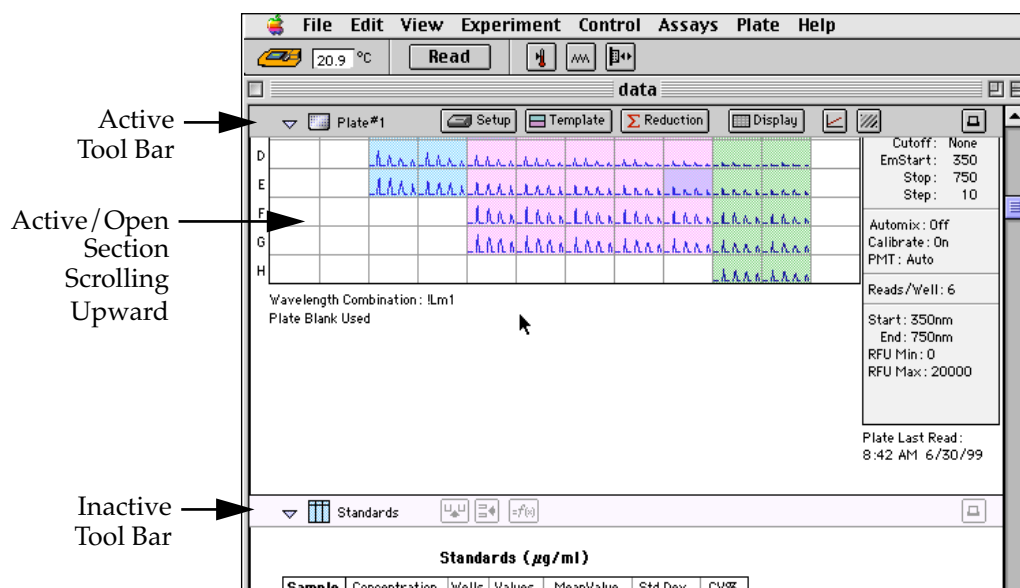 File Edit View Experiment Control Assays Plate Help
20.9 °C Read
data
Active
Tool Bar
Plate#1 Setup Template Σ Reduction Display
Cutoff: None
EmStart: 350
Stop: 750
Step: 10
D
E
F
G
H
Active/Open
Section
Scrolling
Upward
Automix: Off
Calibrate: On
PMT: Auto
Reads/Well: 6
Wavelength Combination: !Lm1
Plate Blank Used
Start: 350nm
End: 750nm
RFU Min: 0
RFU Max: 20000
Plate Last Read:
8:42 AM 6/30/99
Inactive
Tool Bar
Standards =f(x)
Standards (µg/ml)
Sample Concentration Wells Values MeanValue Std.Dev. CV%